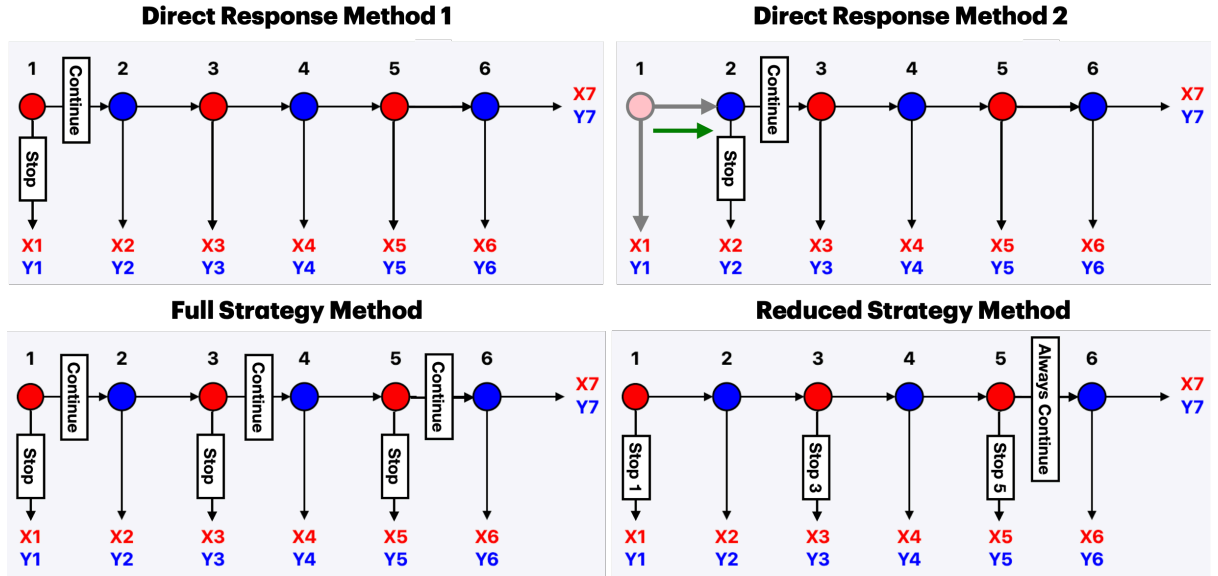 Direct Response Method 1
1 2 3 4 5 6
Continue
X7
Y7
Stop
X1 X2 X3 X4 X5 X6
Y1 Y2 Y3 Y4 Y5 Y6
Direct Response Method 2
1 2 3 4 5 6
Continue
X7
Y7
Stop
X1 X2 X3 X4 X5 X6
Y1 Y2 Y3 Y4 Y5 Y6
Full Strategy Method
1 2 3 4 5 6
Continue Continue Continue
X7
Y7
Stop Stop Stop
X1 X2 X3 X4 X5 X6
Y1 Y2 Y3 Y4 Y5 Y6
Reduced Strategy Method
1 2 3 4 5 6
Always Continue
X7
Y7
Stop 1 Stop 3 Stop 5
X1 X2 X3 X4 X5 X6
Y1 Y2 Y3 Y4 Y5 Y6